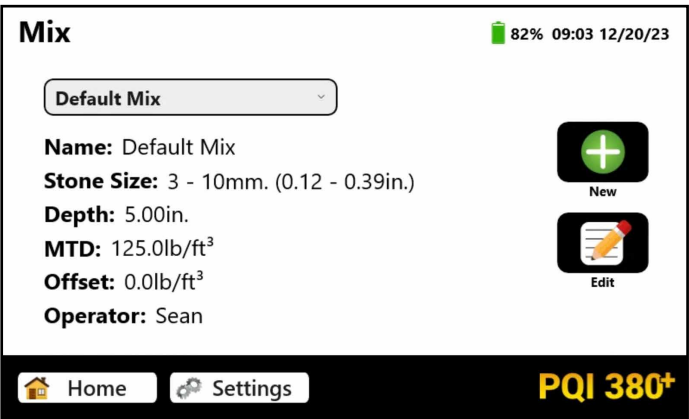 Mix
82% 09:03 12/20/23
Default Mix
Name: Default Mix
Stone Size: 3 - 10mm. (0.12 - 0.39in.)
New
Depth: 5.00in.
MTD: 125.0lb/ft³
Offset: 0.0lb/ft³
Edit
Operator: Sean
Home
Settings
PQI 380+